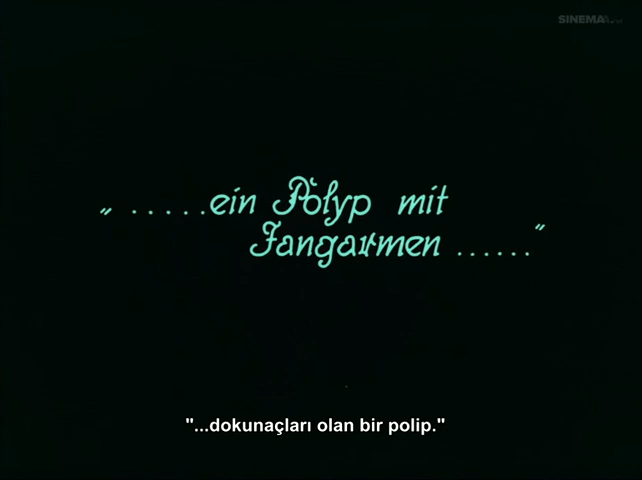 SINEMA
„.....ein Polyp mit
Fangarmen......"
"...dokunaçları olan bir polip."